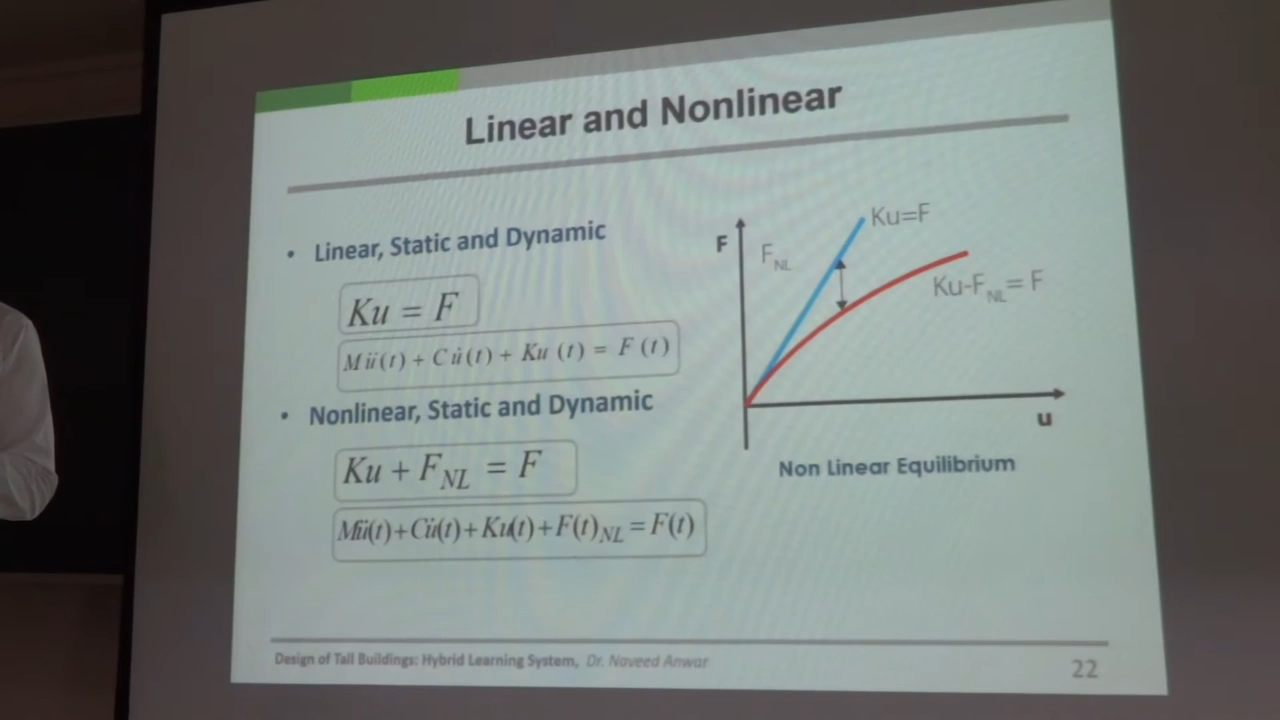 Linear and Nonlinear
• Linear, Static and Dynamic
Ku = F
Mü(t) + Cu̇(t) + Ku (t) = F (t)
• Nonlinear, Static and Dynamic
Ku + F_NL = F
Mü(t)+Cu̇(t)+Ku(t)+F(t)_NL = F(t)
F
F_NL
Ku=F
Ku-F_NL= F
u
Non Linear Equilibrium
Design of Tall Buildings: Hybrid Learning System, Dr. Naveed Anwar
22